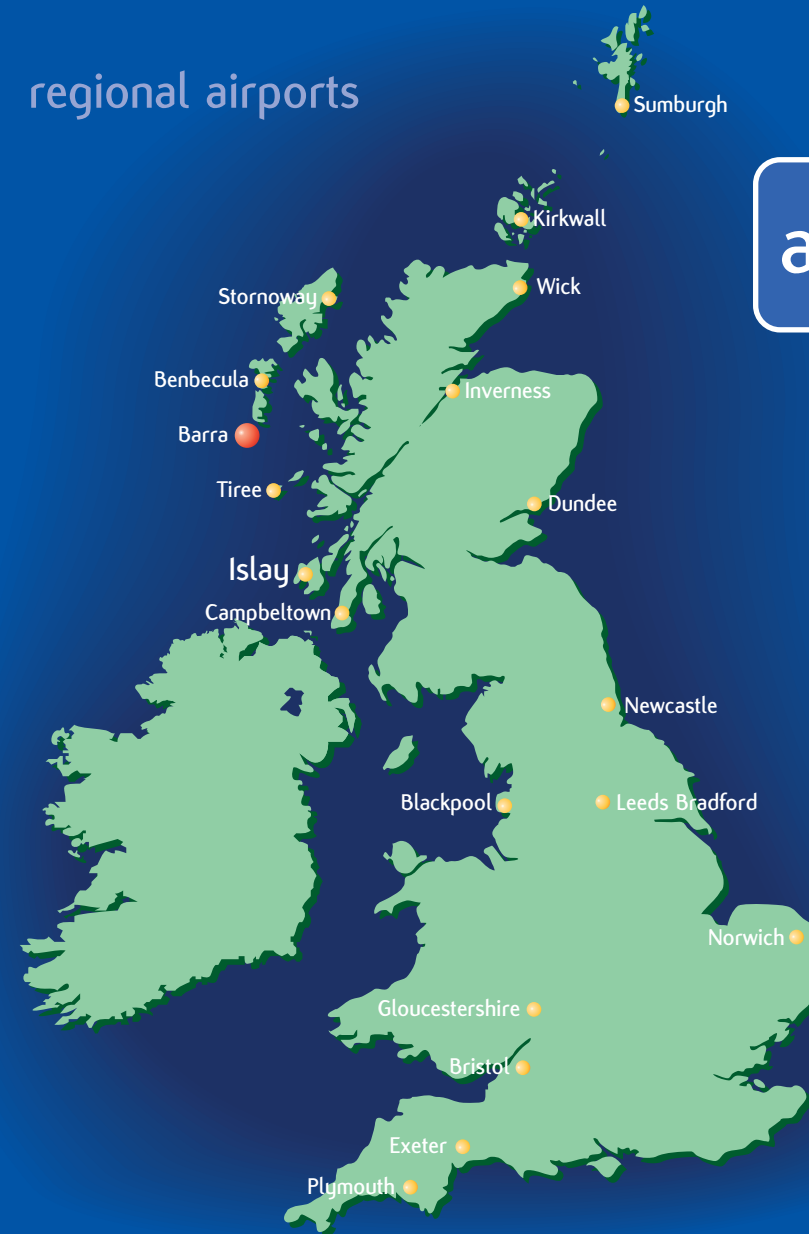 regional airports
Sumburgh
a
Kirkwall
Wick
Stornoway
Benbecula
Inverness
Barra
Tiree
Dundee
Islay
Campbeltown
Newcastle
Blackpool
Leeds Bradford
Norwich
Gloucestershire
Bristol
Exeter
Plymouth